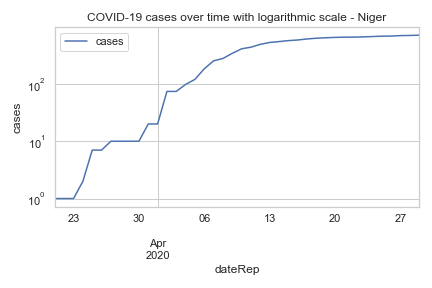 COVID-19 cases over time with logarithmic scale - Niger
cases
10²
10¹
10⁰
cases
23
30
06
13
20
27
Apr
2020
dateRep